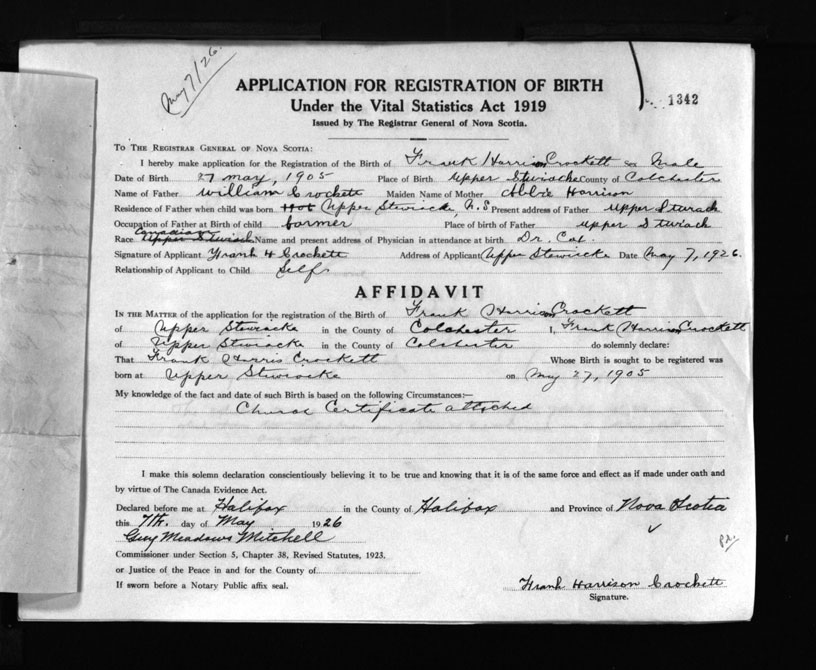 May 7/26.
APPLICATION FOR REGISTRATION OF BIRTH
Under the Vital Statistics Act 1919
1342
Issued by The Registrar General of Nova Scotia.
TO THE REGISTRAR GENERAL OF NOVA SCOTIA:
I hereby make application for the Registration of the Birth of Frank Harrison Crockett Sex Male
Date of Birth 27 May, 1905 Place of Birth Upper Stewiacke County of Colchester
Name of Father William Crockett Maiden Name of Mother Abbie Harrison
Residence of Father when child was born Upper Stewiacke, N.S Present address of Father Upper Sturack
Occupation of Father at Birth of child farmer Place of birth of Father upper Sturiach
Canadian
Race Name and present address of Physician in attendance at birth Dr. Cox.
Signature of Applicant Frank H Crockett Address of Applicant Upper Stewiacke Date May 7, 1926.
Relationship of Applicant to Child Self
AFFIDAVIT
IN THE MATTER of the application for the registration of the Birth of Frank Harrison Crockett
of Upper Stewiacke in the County of Colchester I, Frank Harrison Crockett
of Upper Stewiacke in the County of Colchester do solemnly declare:
That Frank Harris Crockett Whose Birth is sought to be registered was
born at Upper Stewiacke on May 27, 1905
My knowledge of the fact and date of such Birth is based on the following Circumstances:—
Church Certificate attached
I make this solemn declaration conscientiously believing it to be true and knowing that it is of the same force and effect as if made under oath and
by virtue of The Canada Evidence Act.
Declared before me at Halifax in the County of Halifax and Province of Nova Scotia
this 7th. day of May 1926
Guy Meadows Mitchell
Commissioner under Section 5, Chapter 38, Revised Statutes, 1923.
or Justice of the Peace in and for the County of
If sworn before a Notary Public affix seal.
Frank Harrison Crockett
Signature.